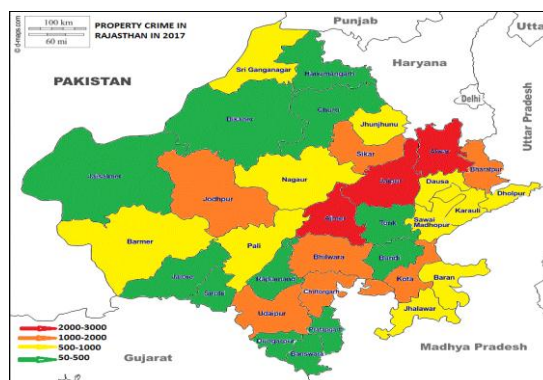 100 km
60 mi
© d-maps.com
PROPERTY CRIME IN
RAJASTHAN IN 2017
Punjab
Utta
Haryana
PAKISTAN
Delhi
Uttar Pradesh
Sri Ganganagar
Hanumangarh
Churu
Bikaner
Jhunjhunu
Sikar
Alwar
Bharatpur
Jaisalmer
Jodhpur
Nagaur
Jaipur
Dausa
Dholpur
Karauli
Sawai
Madhopur
Ajmer
Tonk
Barmer
Pali
Bhilwara
Bundi
Kota
Baran
Jalore
Sirohi
Rajsamand
Chittorgarh
Jhalawar
Udaipur
Pratapgarh
Dungarpur
Banswara
2000-3000
1000-2000
500-1000
50-500
Gujarat
Madhya Pradesh